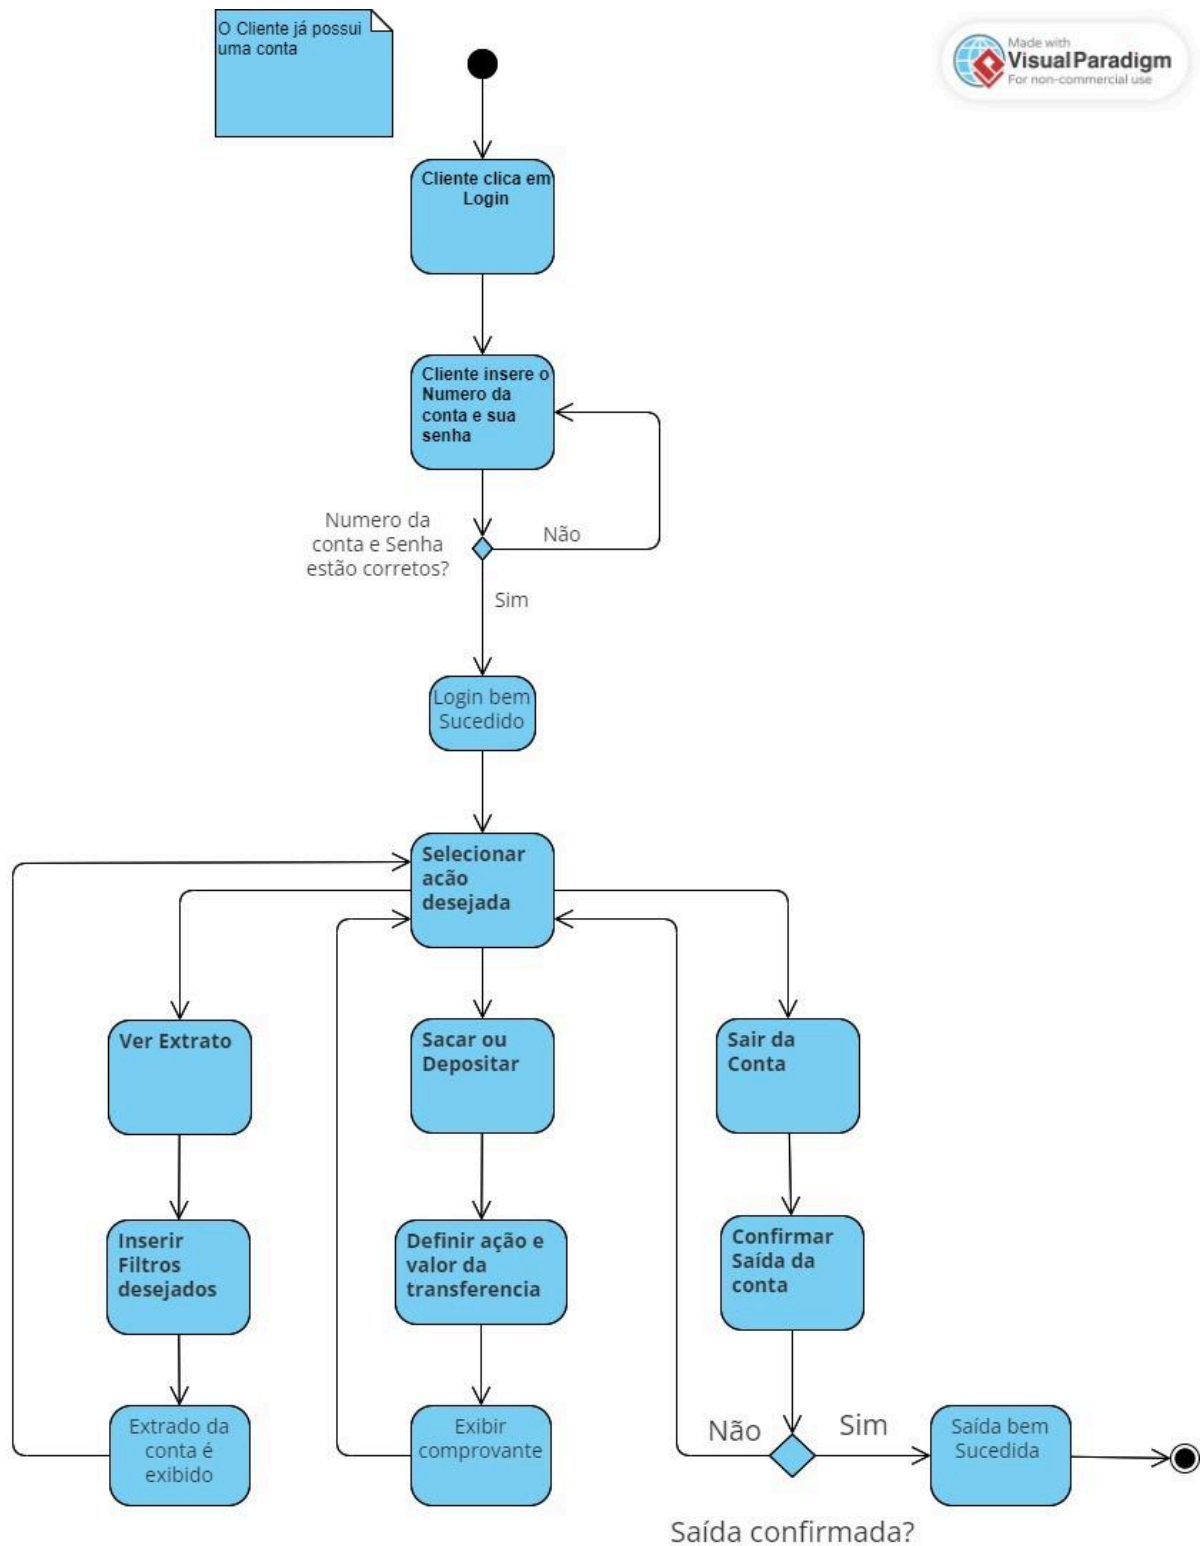 O Cliente já possui
uma conta
Made with
Visual Paradigm
For non-commercial use
Cliente clica em
Login
Cliente insere o
Numero da
conta e sua
senha
Numero da
conta e Senha
estão corretos?
Não
Sim
Login bem
Sucedido
Selecionar
acão
desejada
Ver Extrato
Sacar ou
Depositar
Sair da
Conta
Inserir
Filtros
desejados
Definir ação e
valor da
transferencia
Confirmar
Saída da
conta
Extrado da
conta é
exibido
Exibir
comprovante
Não
Sim
Saída bem
Sucedida
Saída confirmada?